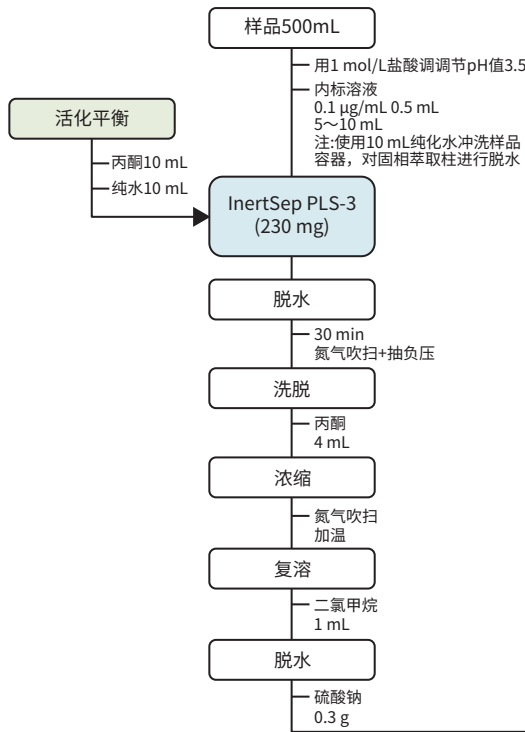 样品500mL
用1 mol/L盐酸调调节pH值3.5
内标溶液
0.1 μg/mL 0.5 mL
5～10 mL
注:使用10 mL纯化水冲洗样品
容器，对固相萃取柱进行脱水
活化平衡
丙酮10 mL
纯水10 mL
InertSep PLS-3
(230 mg)
脱水
30 min
氮气吹扫+抽负压
洗脱
丙酮
4 mL
浓缩
氮气吹扫
加温
复溶
二氯甲烷
1 mL
脱水
硫酸钠
0.3 g